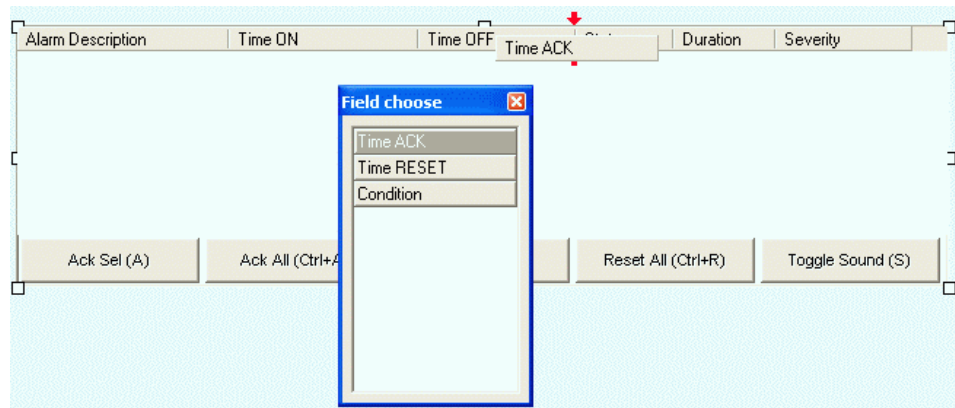 Alarm Description Time ON Time OFF Duration Severity
Time ACK
Field choose
Time ACK
Time RESET
Condition
Ack Sel (A) Ack All (Ctrl+A Reset All (Ctrl+R) Toggle Sound (S)